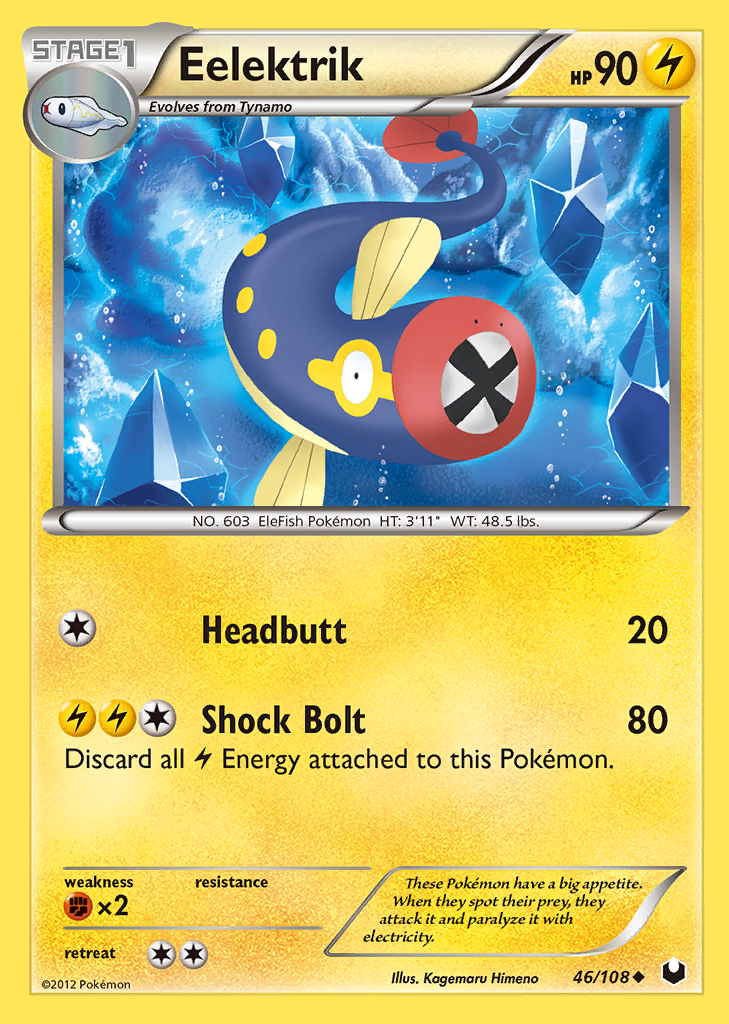 STAGE1
Eelektrik
HP 90
Evolves from Tynamo
NO. 603 EleFish Pokémon HT: 3'11" WT: 48.5 lbs.
Headbutt 20
Shock Bolt 80
Discard all Energy attached to this Pokémon.
weakness resistance
×2
These Pokémon have a big appetite.
When they spot their prey, they
attack it and paralyze it with
electricity.
retreat
©2012 Pokémon
Illus. Kagemaru Himeno 46/108